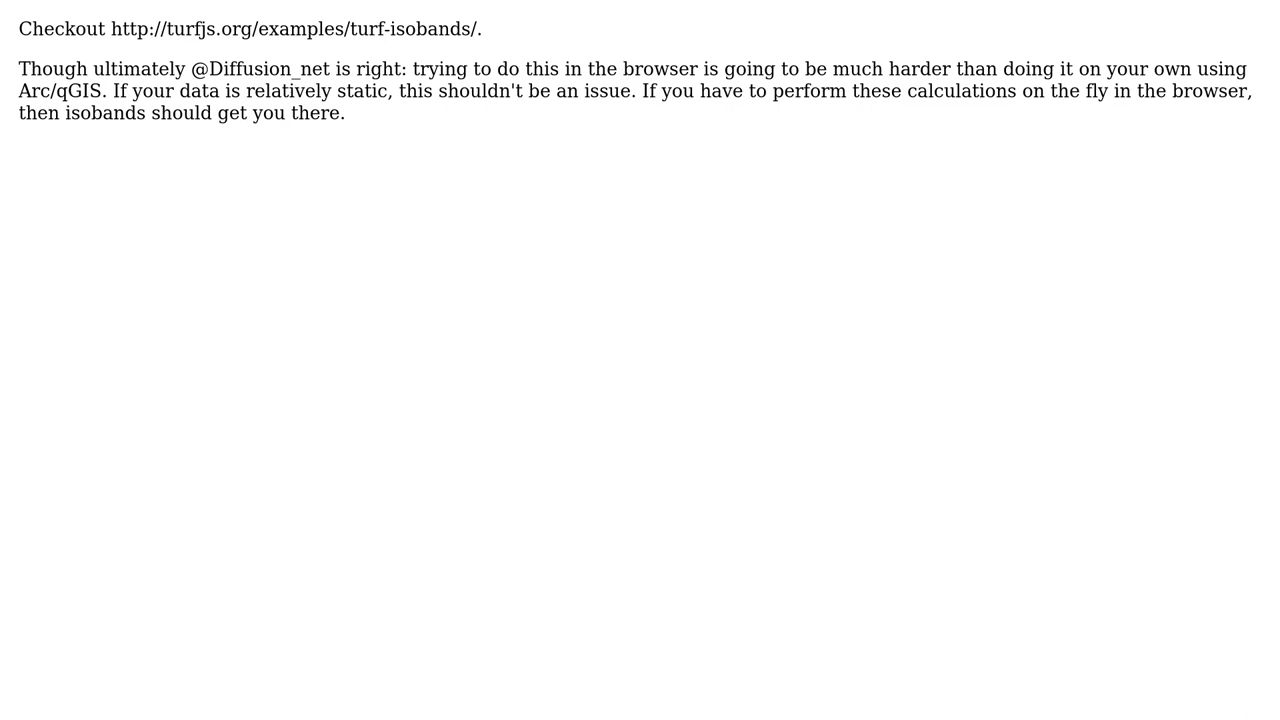 Checkout http://turfjs.org/examples/turf-isobands/.
Though ultimately @Diffusion_net is right: trying to do this in the browser is going to be much harder than doing it on your own using
Arc/qGIS. If your data is relatively static, this shouldn't be an issue. If you have to perform these calculations on the fly in the browser,
then isobands should get you there.